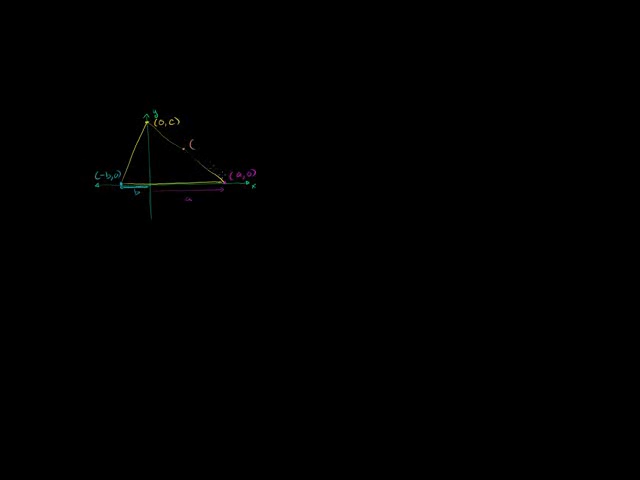 y
(0, c)
(
(-b, 0)
(a, 0)
x
b
a